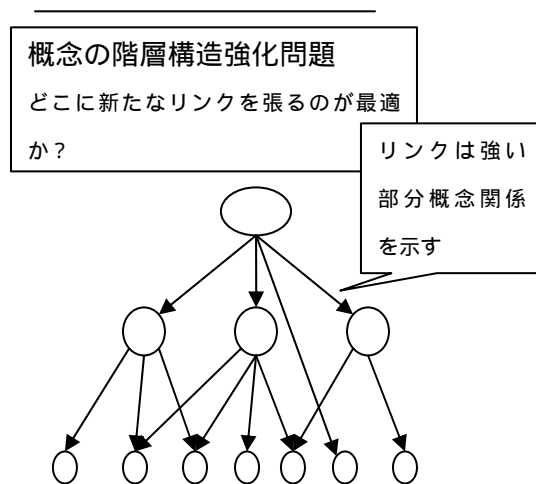 概念の階層構造強化問題
どこに新たなリンクを張るのが最適
か？
リンクは強い
部分概念関係
を示す